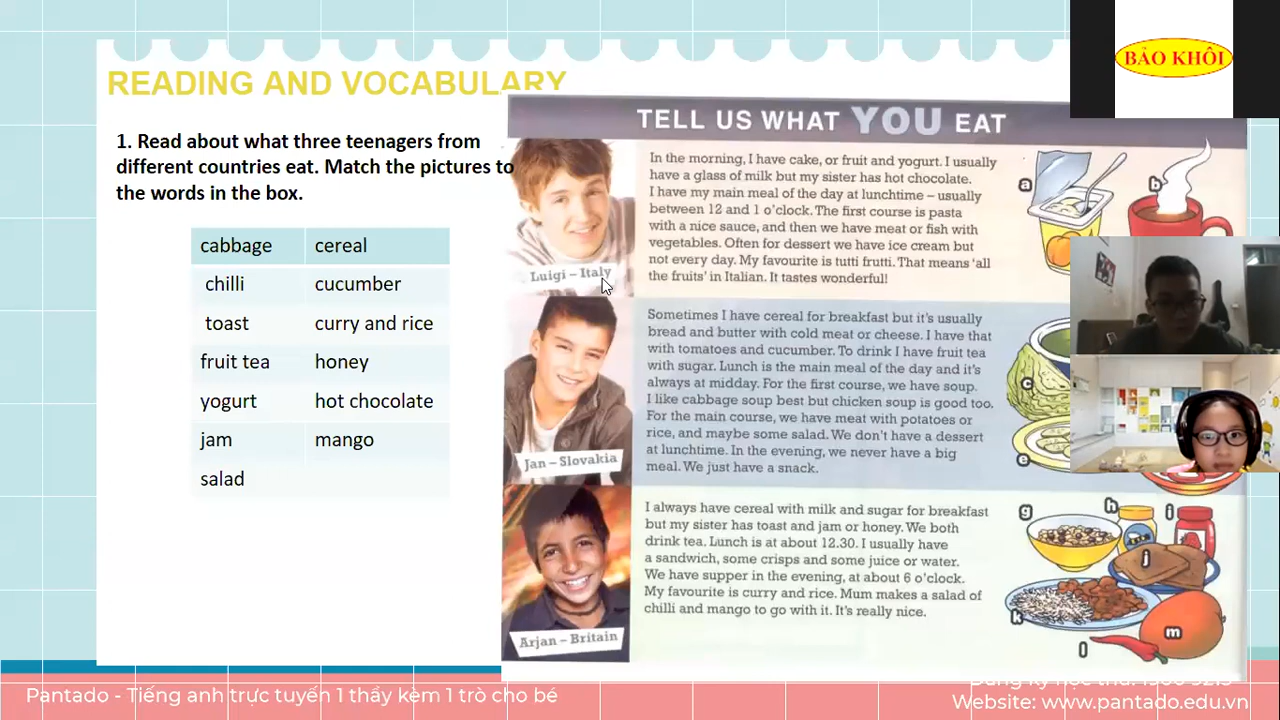 READING AND VOCABULARY
BẢO KHÔI
1. Read about what three teenagers from
different countries eat. Match the pictures to
the words in the box.
cabbage cereal
chilli cucumber
toast curry and rice
fruit tea honey
yogurt hot chocolate
jam mango
salad
TELL US WHAT YOU EAT
In the morning, I have cake, or fruit and yogurt. I usually
have a glass of milk but my sister has hot chocolate.
I have my main meal of the day at lunchtime – usually
between 12 and 1 o'clock. The first course is pasta
with a nice sauce, and then we have meat or fish with
vegetables. Often for dessert we have ice cream but
not every day. My favourite is tutti frutti. That means 'all
the fruits' in Italian. It tastes wonderful!
Luigi – Italy
a
b
Sometimes I have cereal for breakfast but it's usually
bread and butter with cold meat or cheese. I have that
with tomatoes and cucumber. To drink I have fruit tea
with sugar. Lunch is the main meal of the day and it's
always at midday. For the first course, we have soup.
I like cabbage soup best but chicken soup is good too.
For the main course, we have meat with potatoes or
rice, and maybe some salad. We don't have a dessert
at lunchtime. In the evening, we never have a big
meal. We just have a snack.
Jan – Slovakia
c
e
I always have cereal with milk and sugar for breakfast
but my sister has toast and jam or honey. We both
drink tea. Lunch is at about 12.30. I usually have
a sandwich, some crisps and some juice or water.
We have supper in the evening, at about 6 o'clock.
My favourite is curry and rice. Mum makes a salad of
chilli and mango to go with it. It's really nice.
Arjan – Britain
g
h
i
j
k
l
m
Pantado - Tiếng anh trực tuyến 1 thầy kèm 1 trò cho bé
Website: www.pantado.edu.vn